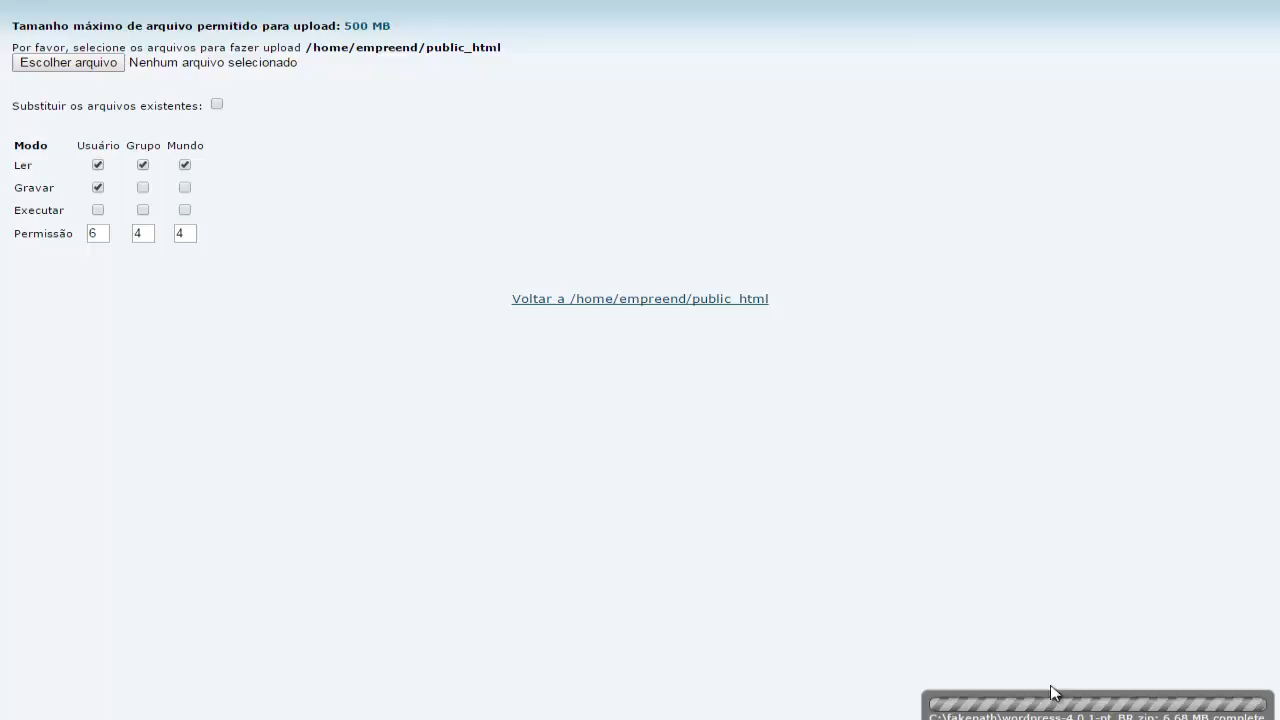 Tamanho máximo de arquivo permitido para upload: 500 MB
Por favor, selecione os arquivos para fazer upload /home/empreend/public_html
Escolher arquivo Nenhum arquivo selecionado
Substituir os arquivos existentes:
Modo Usuário Grupo Mundo
Ler
Gravar
Executar
Permissão 6 4 4
Voltar a /home/empreend/public_html
C:\fakepath\wordpress-4.0.1-pt_BR.zip: 6.68 MB complete